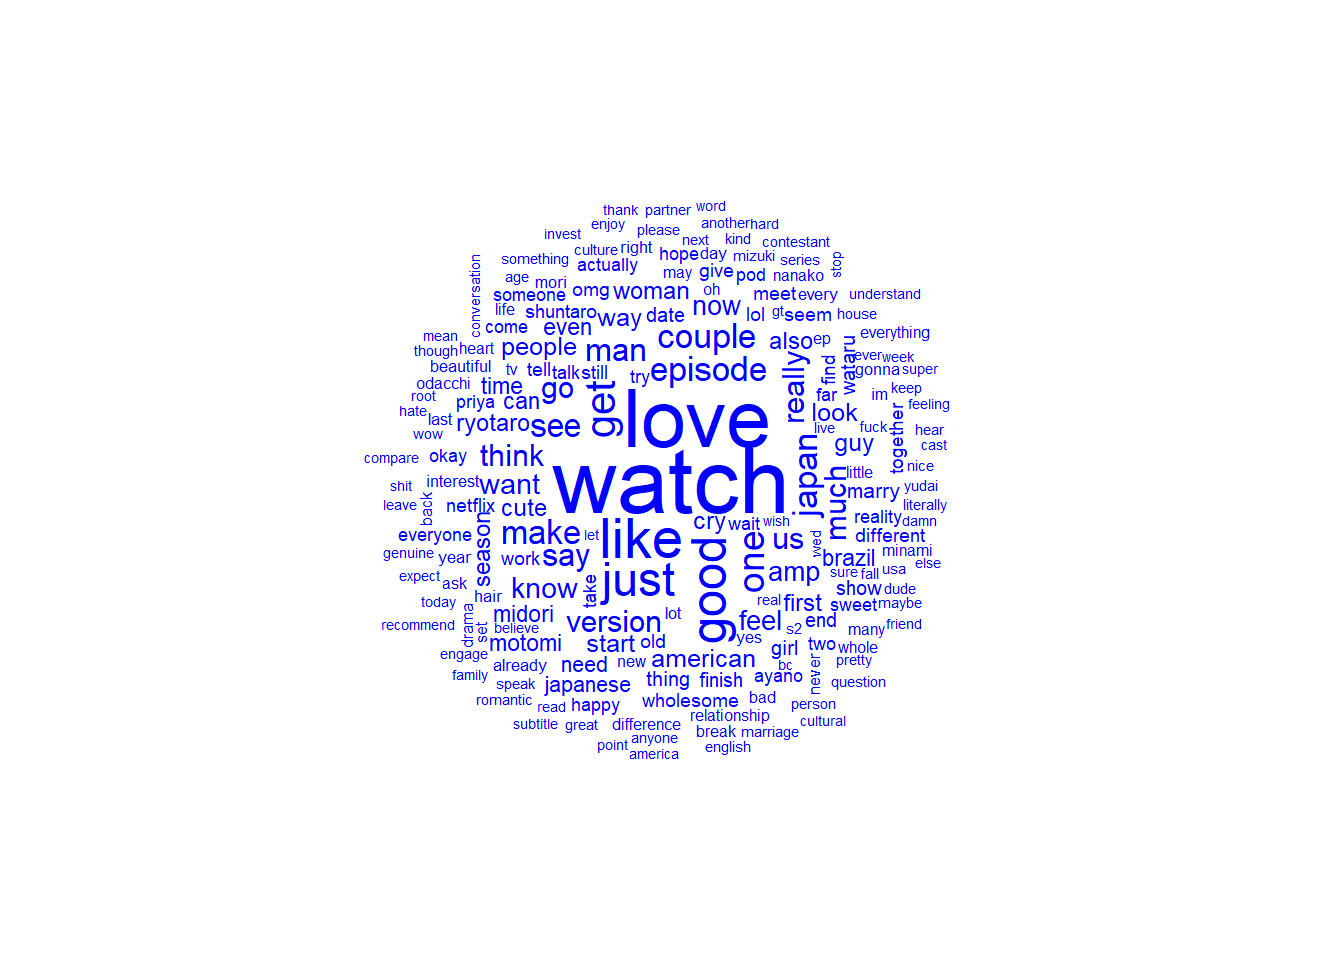 thank partner word
enjoy please anotherhard
invest next kind contestant
culture right hopeday mizuki series stop
something actually may give pod nanako
conversation age mori omg woman oh meet every understand
someone now
life shuntaro way date lol gt seem house
come even couple also ep everything
mean people man wataru
though heart really ever week
beautiful tv tell talk still try episode find gonna super
odacchi time go get far im keep
root priya can love look feeling
hate last ryotaro see live fuck together hear
wow guy cast
compare okay think watch japan little nice
shit interest want much marry yudai
leave back netflix cute literally
cry wait wish reality damn
everyone season make let like us wed different
genuine year work say good one brazil minami
expect ask know amp sure fall usa else
today hair take just real first show dude
drama midori version lot feel s2 sweet maybe
recommend set believe end many friend
motomi start old yes girl two whole
engage already need new american bc never pretty
family speak japanese thing finish ayano question
romantic read happy wholesome bad person
subtitle great difference relationship cultural
point anyone break marriage
america english